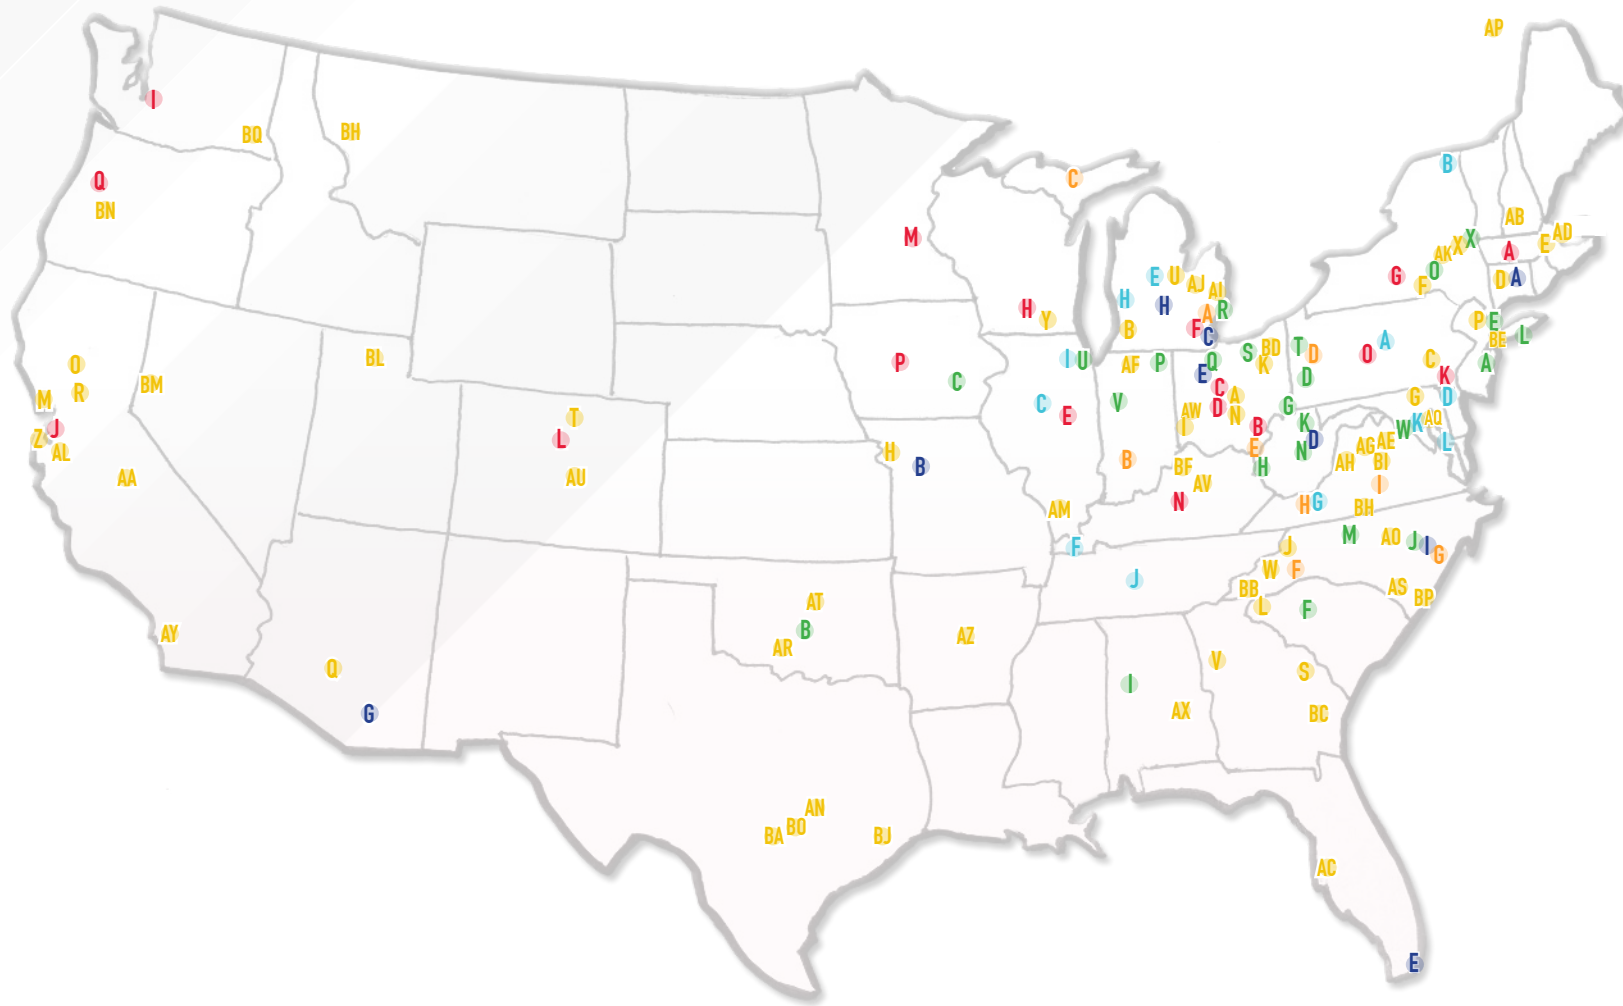 AP
I
BQ
BH
B
Q
BN
C
AB
AD
M
X
X
E
AK
A
E
U
AJ
G
O
D
A
F
H
H
AI
R
A
B
H
Y
F
C
P
E
L
BE
O
BL
I
U
AF
P
Q
S
BD
K
T
D
O
A
C
A
P
C
E
D
K
BM
M
R
C
E
V
C
D
A
N
AW
I
G
G
D
T
L
J
Z
AL
H
B
B
B
E
H
K
D
N
W
K
AQ
L
AG
AE
AH
BI
AA
AU
BF
AV
N
I
H
G
BH
AM
F
M
AO
J
I
G
J
W
F
J
BB
L
F
AS
BP
AT
B
AR
AZ
AY
Q
V
S
G
I
AX
BC
AN
BO
BA
BJ
AC
E